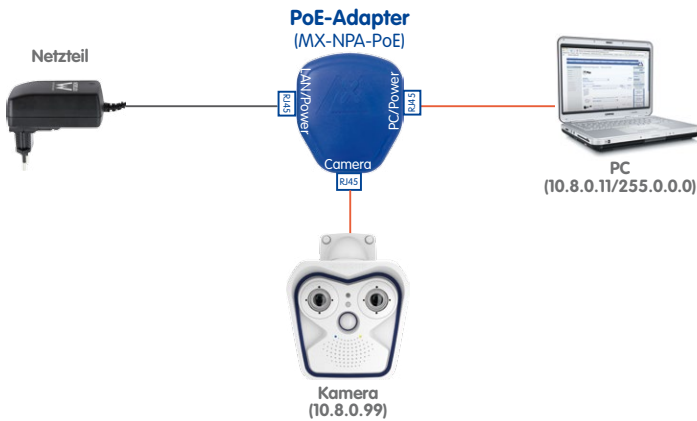 PoE-Adapter
(MX-NPA-PoE)
Netzteil
RJ45
LAN/Power
PC/Power
RJ45
Camera
RJ45
PC
(10.8.0.11/255.0.0.0)
Kamera
(10.8.0.99)